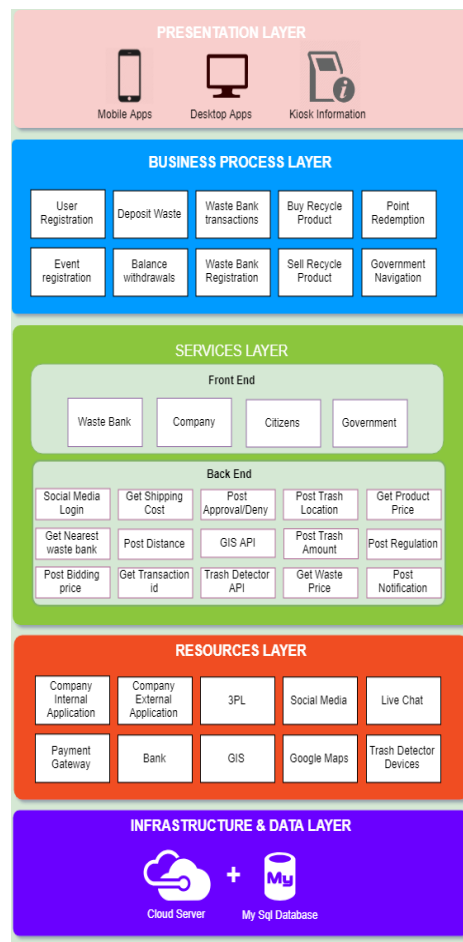 PRESENTATION LAYER
Mobile Apps
Desktop Apps
Kiosk Information
BUSINESS PROCESS LAYER
User
Registration
Deposit Waste
Waste Bank
transactions
Buy Recycle
Product
Point
Redemption
Event
registration
Balance
withdrawals
Waste Bank
Registration
Sell Recycle
Product
Government
Navigation
SERVICES LAYER
Front End
Waste Bank
Company
Citizens
Government
Back End
Social Media
Login
Get Shipping
Cost
Post
Approval/Deny
Post Trash
Location
Get Product
Price
Get Nearest
waste bank
Post Distance
GIS API
Post Trash
Amount
Post Regulation
Post Bidding
price
Get Transaction
id
Trash Detector
API
Get Waste
Price
Post
Notification
RESOURCES LAYER
Company
Internal
Application
Company
External
Application
3PL
Social Media
Live Chat
Payment
Gateway
Bank
GIS
Google Maps
Trash Detector
Devices
INFRASTRUCTURE & DATA LAYER
+
My
Cloud Server
My Sql Database